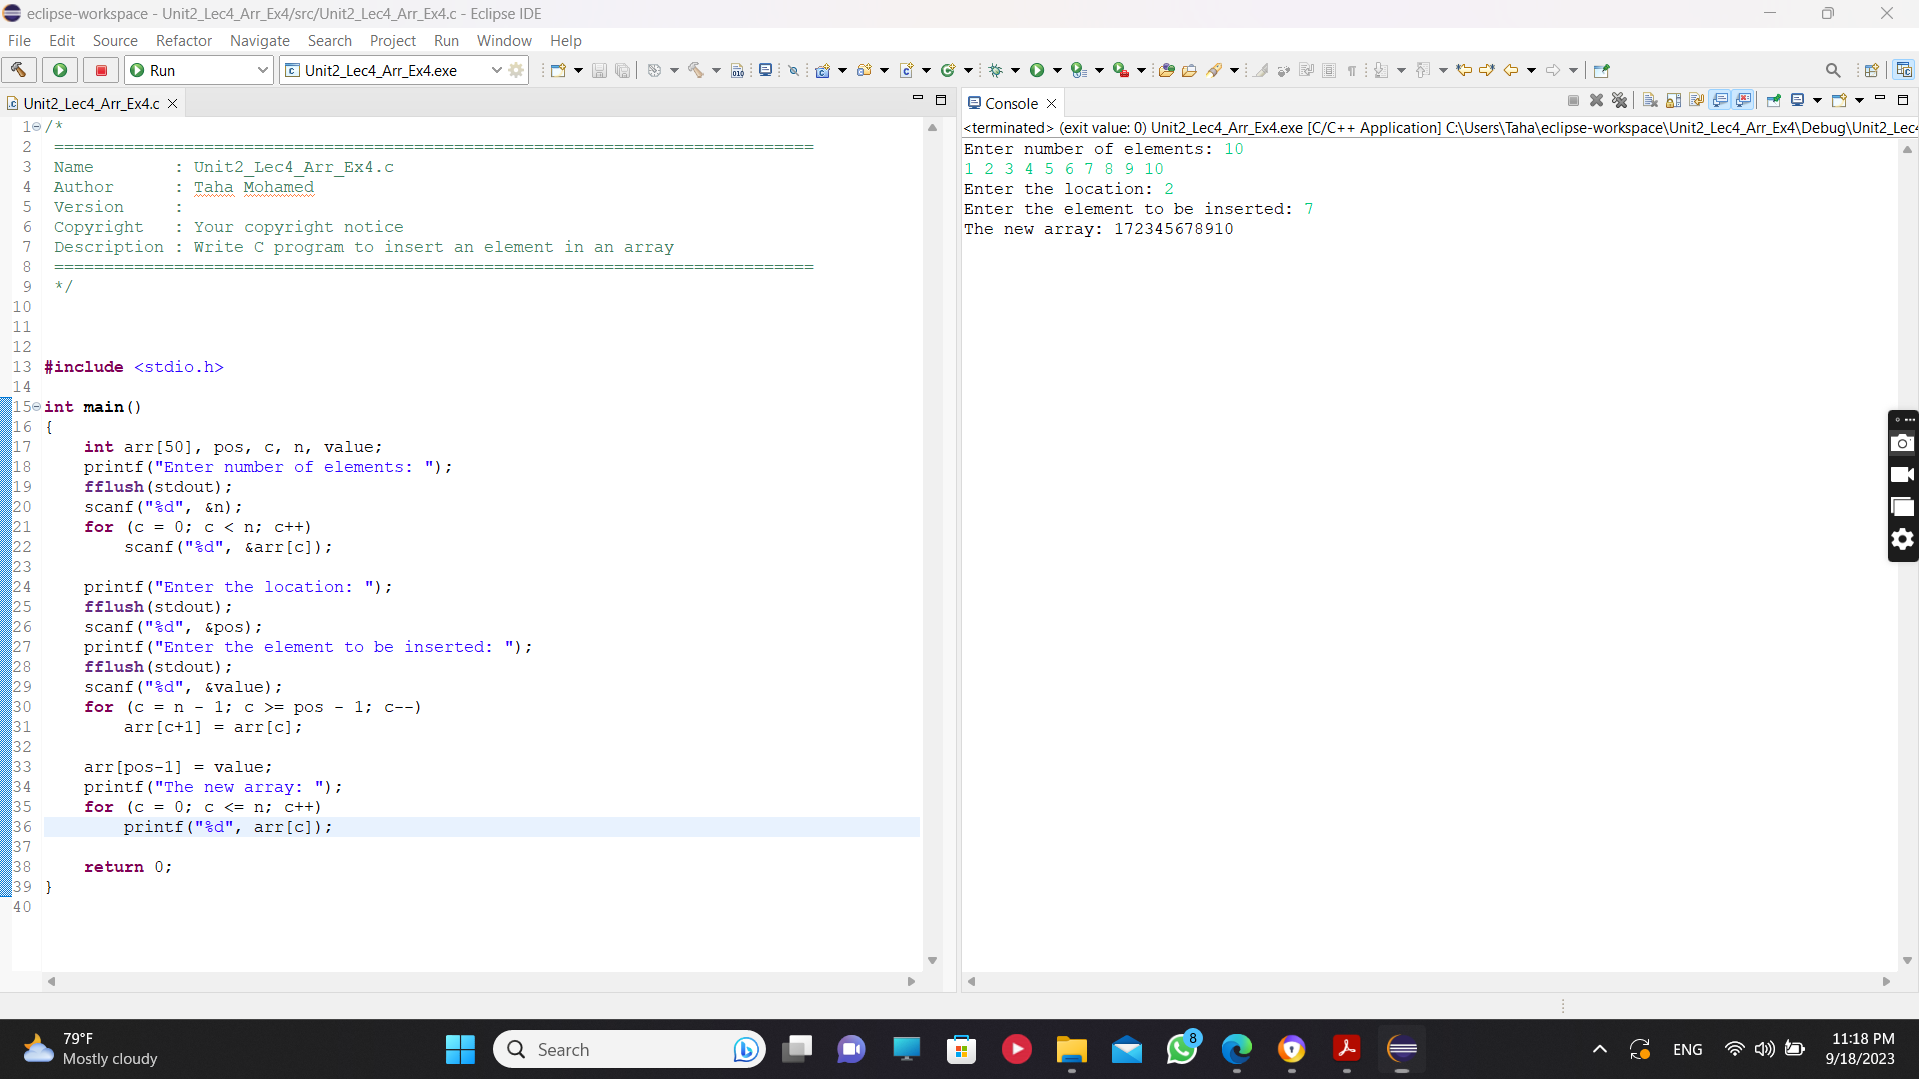 eclipse-workspace - Unit2_Lec4_Arr_Ex4/src/Unit2_Lec4_Arr_Ex4.c - Eclipse IDE
File Edit Source Refactor Navigate Search Project Run Window Help
Run Unit2_Lec4_Arr_Ex4.exe
Unit2_Lec4_Arr_Ex4.c
1 /*
2 ============================================================================
3 Name        : Unit2_Lec4_Arr_Ex4.c
4 Author      : Taha Mohamed
5 Version     :
6 Copyright   : Your copyright notice
7 Description : Write C program to insert an element in an array
8 ============================================================================
9 */
10
11
12
13 #include <stdio.h>
14
15 int main()
16 {
17     int arr[50], pos, c, n, value;
18     printf("Enter number of elements: ");
19     fflush(stdout);
20     scanf("%d", &n);
21     for (c = 0; c < n; c++)
22         scanf("%d", &arr[c]);
23
24     printf("Enter the location: ");
25     fflush(stdout);
26     scanf("%d", &pos);
27     printf("Enter the element to be inserted: ");
28     fflush(stdout);
29     scanf("%d", &value);
30     for (c = n - 1; c >= pos - 1; c--)
31         arr[c+1] = arr[c];
32
33     arr[pos-1] = value;
34     printf("The new array: ");
35     for (c = 0; c <= n; c++)
36         printf("%d", arr[c]);
37
38     return 0;
39 }
40
Console
<terminated> (exit value: 0) Unit2_Lec4_Arr_Ex4.exe [C/C++ Application] C:\Users\Taha\eclipse-workspace\Unit2_Lec4_Arr_Ex4\Debug\Unit2_Lec4
Enter number of elements: 10
1 2 3 4 5 6 7 8 9 10
Enter the location: 2
Enter the element to be inserted: 7
The new array: 172345678910
79°F
Mostly cloudy
Search
8
ENG
11:18 PM
9/18/2023